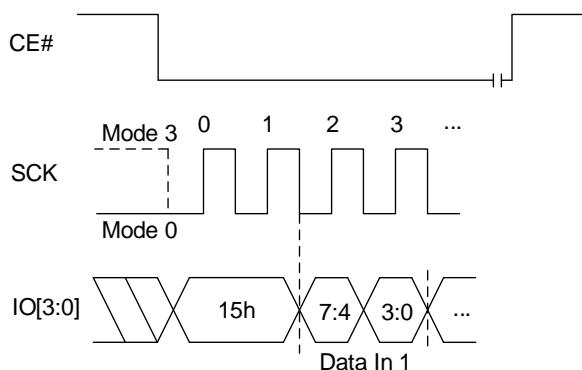 CE#
Mode 3
0 1 2 3 ...
SCK
Mode 0
IO[3:0]
15h 7:4 3:0 ...
Data In 1